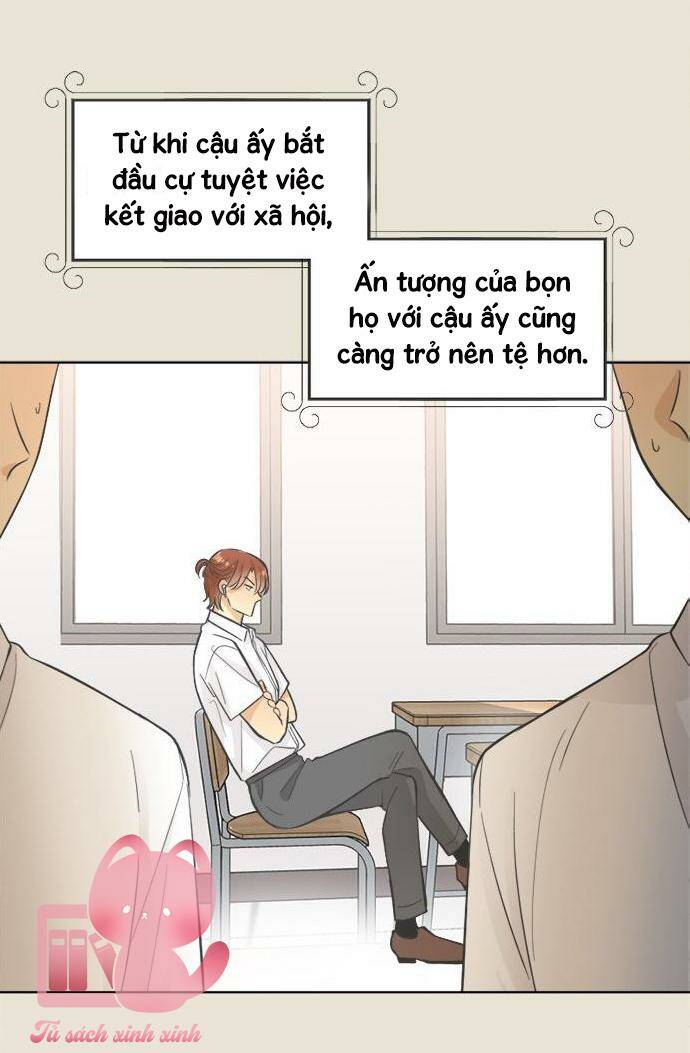 Từ khi cậu ấy bắt
đầu cự tuyệt việc
kết giao với xã hội,
Ấn tượng của bọn
họ với cậu ấy cũng
càng trở nên tệ hơn.
Tủ sách xinh xinh